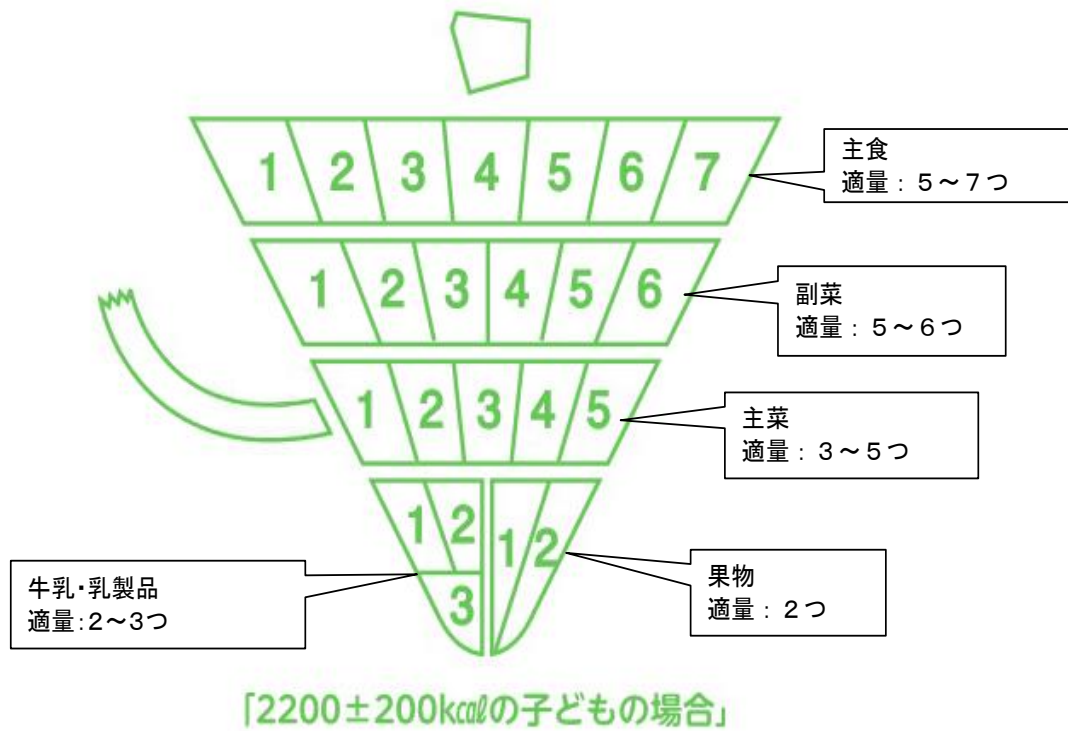 1 2 3 4 5 6 7
主食
適量：５～７つ
1 2 3 4 5 6
副菜
適量：５～６つ
1 2 3 4 5
主菜
適量：３～５つ
1 2
3
牛乳・乳製品
適量：2～3つ
1 2
果物
適量：２つ
「2200±200kcalの子どもの場合」